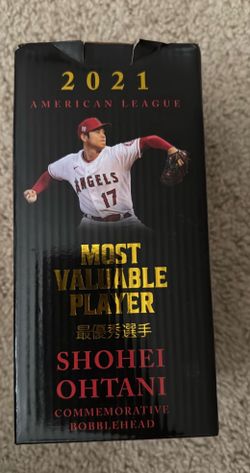 2021
AMERICAN LEAGUE
ANGELS
17
MOST
VALUABLE
PLAYER
最優秀選手
SHOHEI
OHTANI
COMMEMORATIVE
BOBBLEHEAD